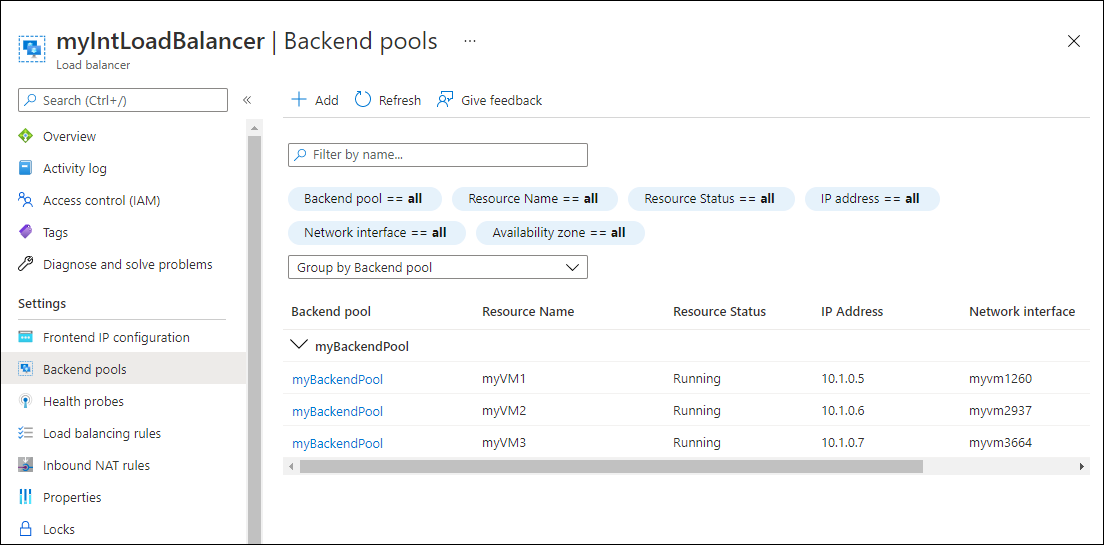 myIntLoadBalancer | Backend pools ...
Load balancer
Search (Ctrl+/) «
Overview
Activity log
Access control (IAM)
Tags
Diagnose and solve problems
Settings
Frontend IP configuration
Backend pools
Health probes
Load balancing rules
Inbound NAT rules
Properties
Locks
Add Refresh Give feedback
Filter by name...
Backend pool == all Resource Name == all Resource Status == all IP address == all
Network interface == all Availability zone == all
Group by Backend pool
Backend pool Resource Name Resource Status IP Address Network interface
myBackendPool
myBackendPool myVM1 Running 10.1.0.5 myvm1260
myBackendPool myVM2 Running 10.1.0.6 myvm2937
myBackendPool myVM3 Running 10.1.0.7 myvm3664